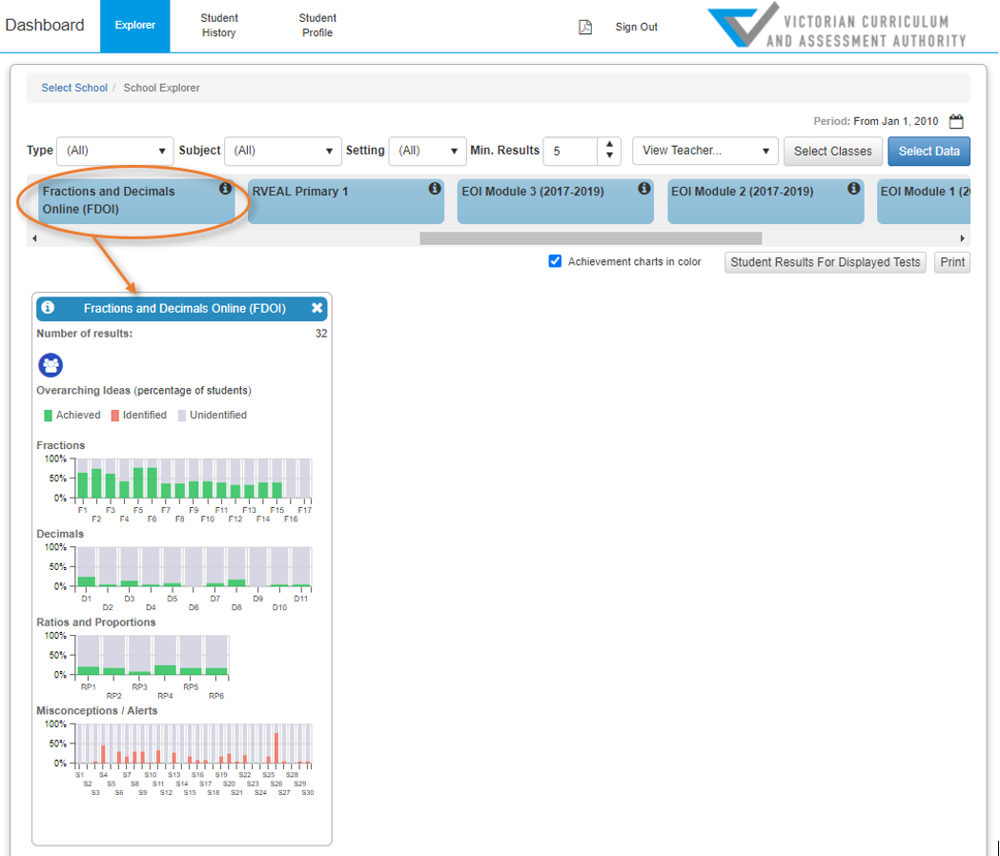 Dashboard
Explorer
Student
History
Student
Profile
Sign Out
VICTORIAN CURRICULUM
AND ASSESSMENT AUTHORITY
Select School / School Explorer
Period: From Jan 1, 2010
Type (All) Subject (All) Setting (All) Min. Results 5 View Teacher... Select Classes Select Data
Fractions and Decimals
Online (FDOI)
RVEAL Primary 1
EOI Module 3 (2017-2019)
EOI Module 2 (2017-2019)
EOI Module 1 (20
Achievement charts in color
Student Results For Displayed Tests
Print
Fractions and Decimals Online (FDOI)
Number of results: 32
Overarching Ideas (percentage of students)
Achieved Identified Unidentified
Fractions
100%
50%
0%
F1 F3 F5 F7 F9 F11 F13 F15 F17
F2 F4 F6 F8 F10 F12 F14 F16
Decimals
100%
50%
0%
D1 D3 D5 D7 D9 D11
D2 D4 D6 D8 D10
Ratios and Proportions
100%
50%
0%
RP1 RP3 RP5
RP2 RP4 RP6
Misconceptions / Alerts
100%
50%
0%
S1 S4 S7 S10 S13 S16 S19 S22 S25 S28
S2 S5 S8 S11 S14 S17 S20 S23 S26 S29
S3 S6 S9 S12 S15 S18 S21 S24 S27 S30